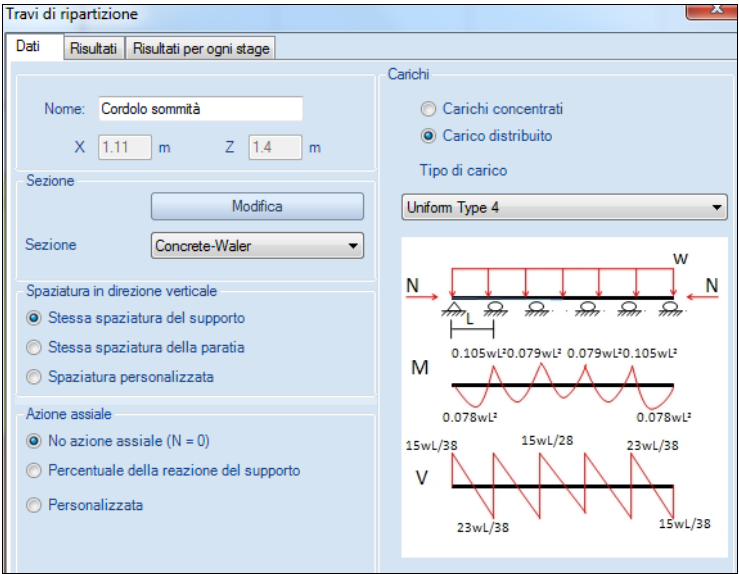 Travi di ripartizione
Dati Risultati Risultati per ogni stage
Nome: Cordolo sommità
X 1.11 m Z 1.4 m
Sezione
Modifica
Sezione Concrete-Waler
Spaziatura in direzione verticale
Stessa spaziatura del supporto
Stessa spaziatura della paratia
Spaziatura personalizzata
Azione assiale
No azione assiale (N = 0)
Percentuale della reazione del supporto
Personalizzata
Carichi
Carichi concentrati
Carico distribuito
Tipo di carico
Uniform Type 4
w
N N
L
0.105wL² 0.079wL² 0.079wL² 0.105wL²
M
0.078wL² 0.078wL²
15wL/38 15wL/28 23wL/38
V
23wL/38 15wL/38